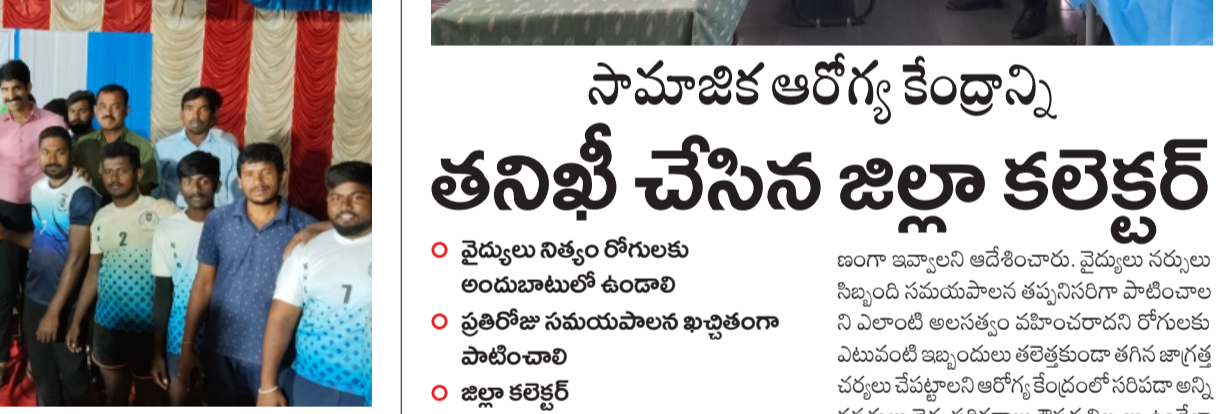 సామాజిక ఆరోగ్య కేంద్రాన్ని
తనిఖీ చేసిన జిల్లా కలెక్టర్
వైద్యులు నిత్యం రోగులకు
అందుబాటులో ఉండాలి
ప్రతిరోజు సమయపాలన ఖచ్చితంగా
పాటించాలి
జిల్లా కలెక్టర్
ణంగా ఇవ్వాలని ఆదేశించారు. వైద్యులు నర్సులు
సిబ్బంది సమయపాలన తప్పనిసరిగా పాటించాల
ని ఎలాంటి అలసత్వం వహించరాదని రోగులకు
ఎటువంటి ఇబ్బందులు తలెత్తకుండా తగిన జాగ్రత్త
చర్యలు చేపట్టాలని ఆరోగ్య కేంద్రంలో సరిపడా అన్ని